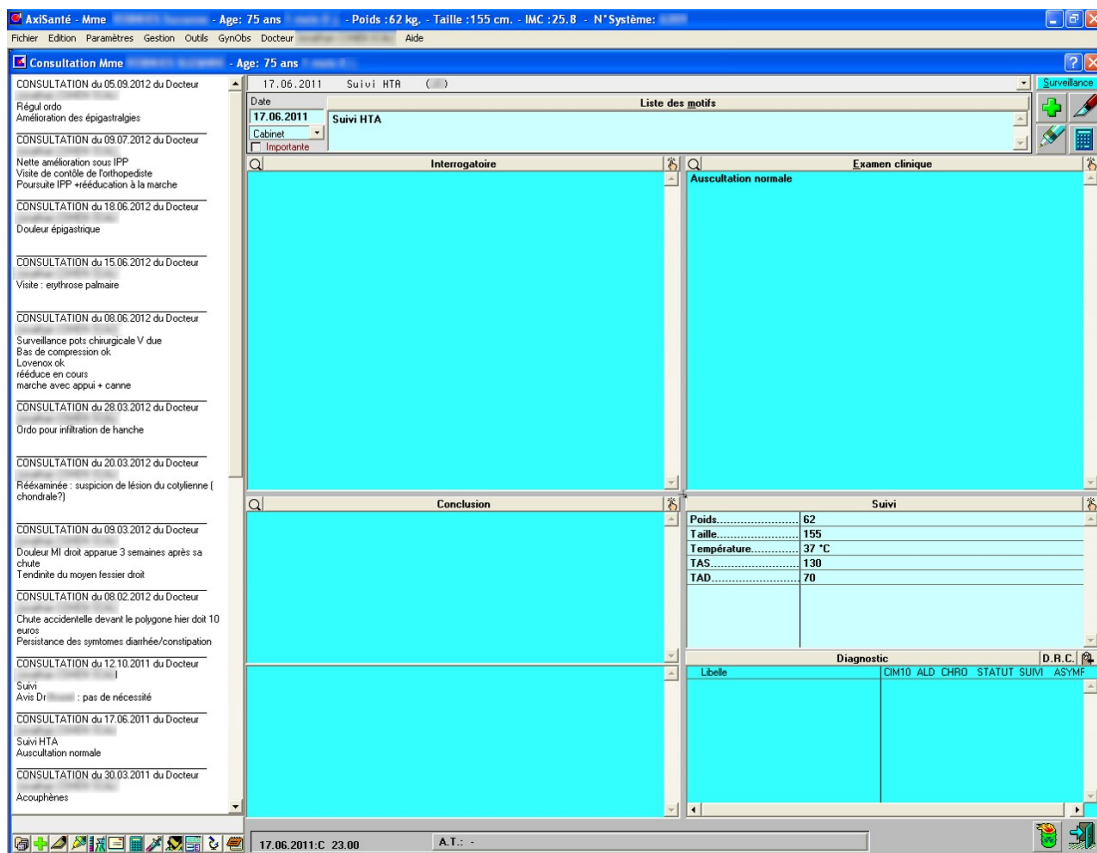 AxiSanté - Mme - Age: 75 ans - Poids :62 kg. - Taille :155 cm. - IMC :25.8 - N°Système:
Fichier Edition Paramètres Gestion Outils GynObs Docteur Aide
Consultation Mme - Age: 75 ans
CONSULTATION du 05.09.2012 du Docteur
Régul ordo
Amélioration des épigastralgies
CONSULTATION du 09.07.2012 du Docteur
Nette amélioration sous IPP
Visite de contôle de l'orthopediste
Poursuite IPP +rééducation à la marche
CONSULTATION du 18.06.2012 du Docteur
Douleur épigastrique
CONSULTATION du 15.06.2012 du Docteur
Visite : erythrose palmaire
CONSULTATION du 08.06.2012 du Docteur
Surveillance pots chirurgicale V due
Bas de compression ok
Lovenox ok
rééduce en cours
marche avec appui + canne
CONSULTATION du 28.03.2012 du Docteur
Ordo pour infiltration de hanche
CONSULTATION du 20.03.2012 du Docteur
Rééxaminée : suspicion de lésion du cotylienne (
chondrale?)
CONSULTATION du 09.03.2012 du Docteur
Douleur MI droit apparue 3 semaines après sa
chute
Tendinite du moyen fessier droit
CONSULTATION du 08.02.2012 du Docteur
Chute accidentelle devant le polygone hier doit 10
euros
Persistance des symtomes diarrhée/constipation
CONSULTATION du 12.10.2011 du Docteur
Suivi
Avis Dr : pas de nécessité
CONSULTATION du 17.06.2011 du Docteur
Suivi HTA
Auscultation normale
CONSULTATION du 30.03.2011 du Docteur
Acouphènes
17.06.2011 Suivi HTA ( )
Surveillance
Date
Liste des motifs
17.06.2011
Suivi HTA
Cabinet
Importante
Interrogatoire
Examen clinique
Auscultation normale
Conclusion
Suivi
Poids....................... 62
Taille....................... 155
Température............. 37 °C
TAS......................... 130
TAD......................... 70
Diagnostic
D.R.C.
Libelle CIM10 ALD CHRO STATUT SUIVI ASYMF
17.06.2011:C 23.00
A.T.: -